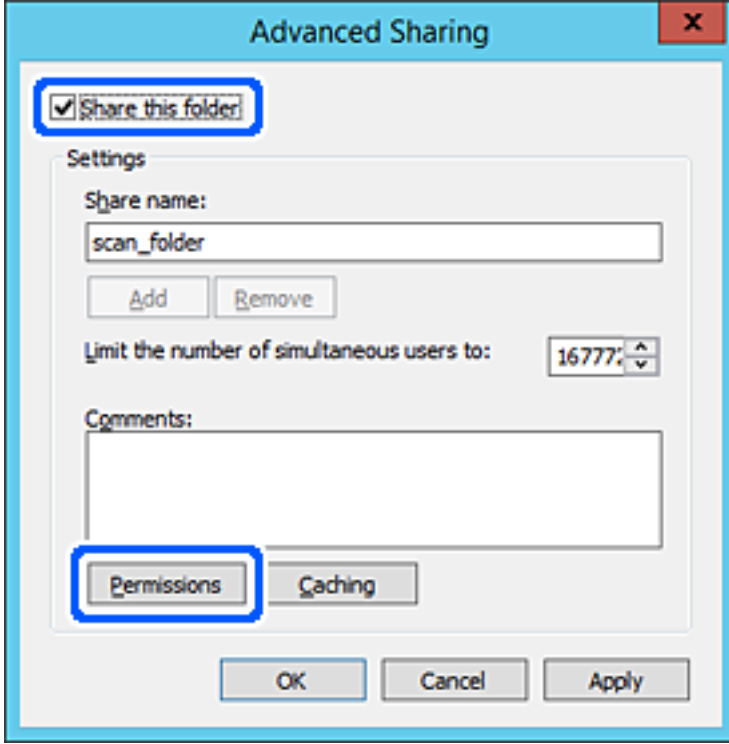 Advanced Sharing
x
Share this folder
Settings
Share name:
scan_folder
Add Remove
Limit the number of simultaneous users to:
Comments:
Permissions Caching
OK Cancel Apply